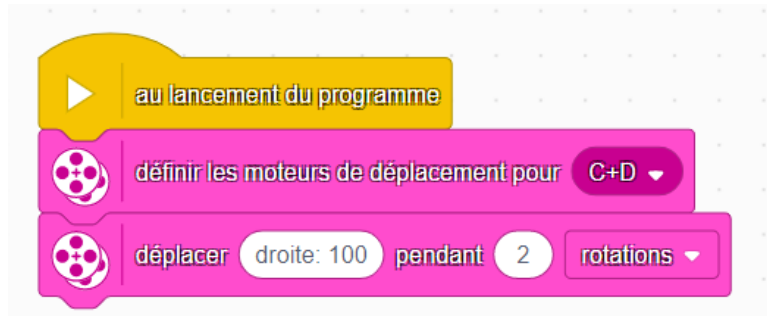 au lancement du programme
définir les moteurs de déplacement pour C+D
déplacer droite: 100 pendant 2 rotations